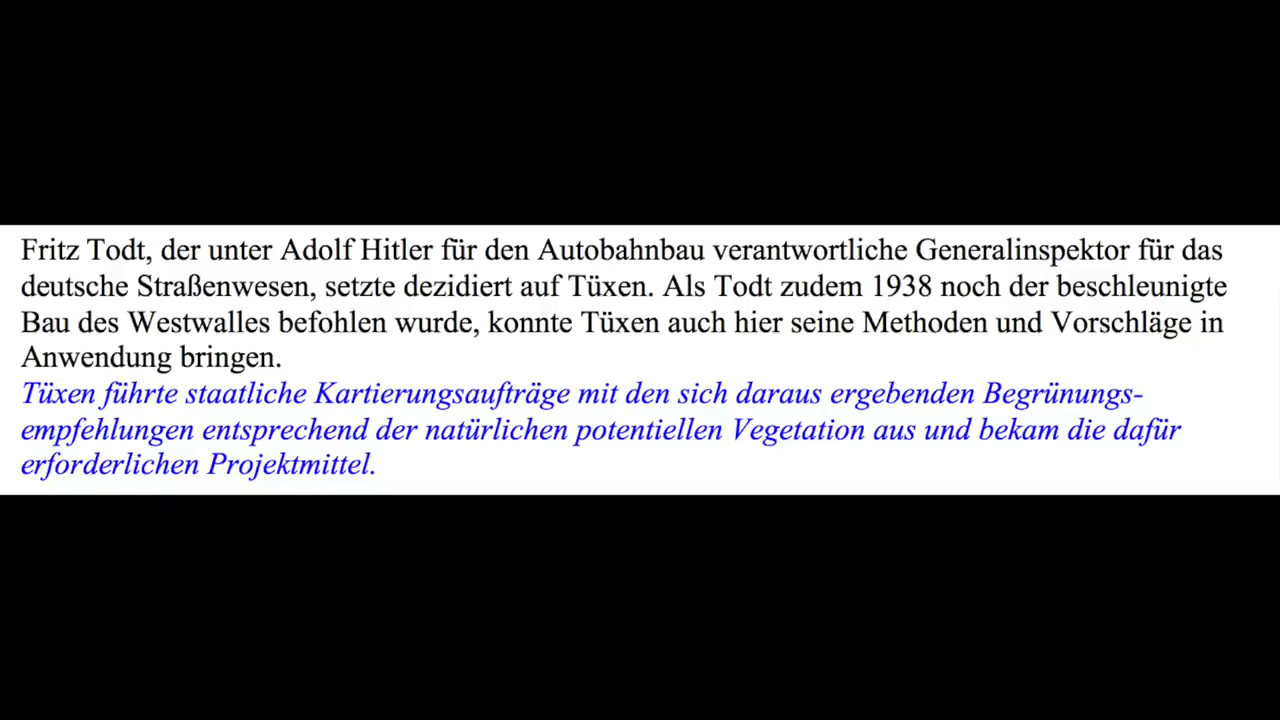 Fritz Todt, der unter Adolf Hitler für den Autobahnbau verantwortliche Generalinspektor für das
deutsche Straßenwesen, setzte dezidiert auf Tüxen. Als Todt zudem 1938 noch der beschleunigte
Bau des Westwalles befohlen wurde, konnte Tüxen auch hier seine Methoden und Vorschläge in
Anwendung bringen.
Tüxen führte staatliche Kartierungsaufträge mit den sich daraus ergebenden Begrünungs-
empfehlungen entsprechend der natürlichen potentiellen Vegetation aus und bekam die dafür
erforderlichen Projektmittel.